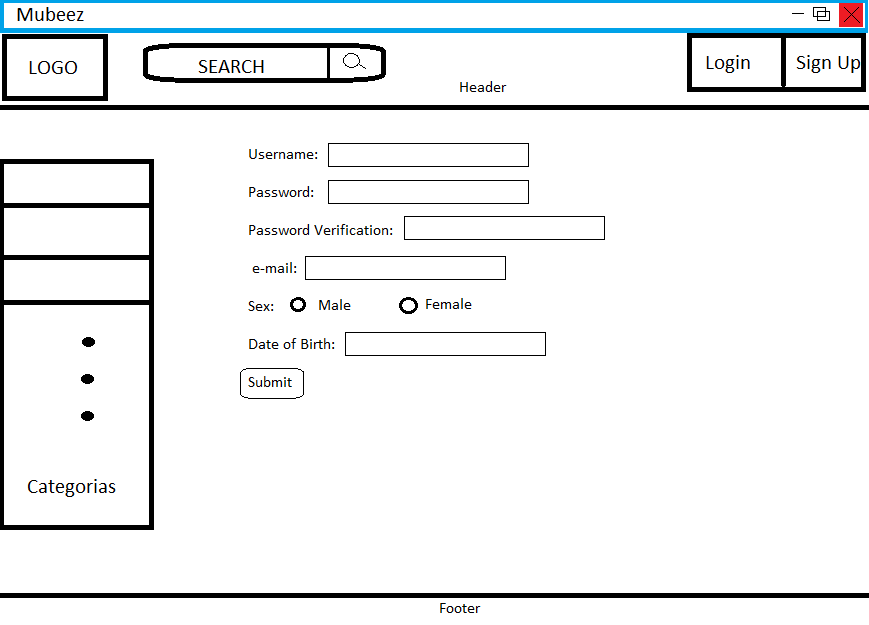 Mubeez
LOGO
SEARCH
Login
Sign Up
Header
Username:
Password:
Password Verification:
e-mail:
Sex:
Male
Female
Date of Birth:
Submit
Categorias
Footer